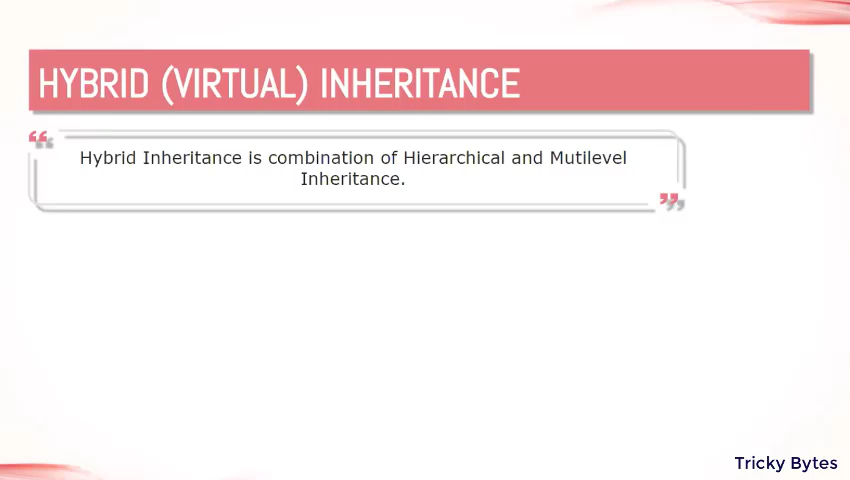 HYBRID (VIRTUAL) INHERITANCE
Hybrid Inheritance is combination of Hierarchical and Mutilevel
Inheritance.
Tricky Bytes